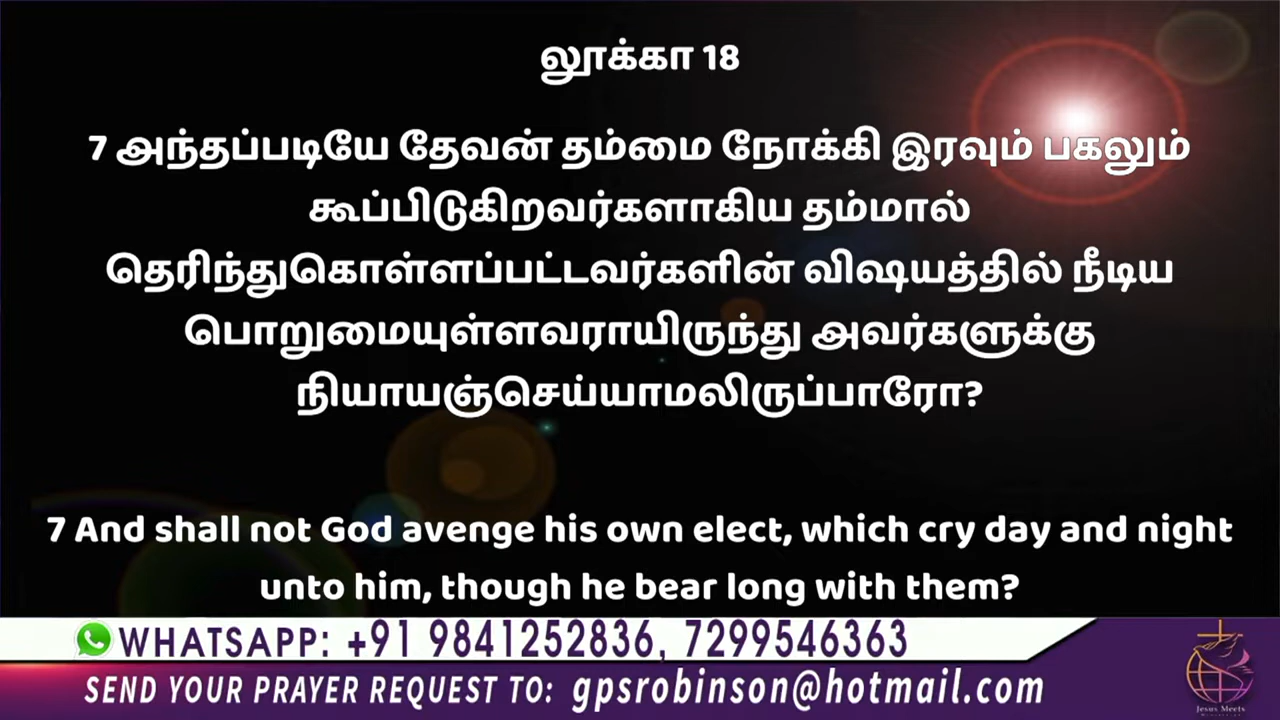 லூக்கா 18
7 அந்தப்படியே தேவன் தம்மை நோக்கி இரவும் பகலும்
கூப்பிடுகிறவர்களாகிய தம்மால்
தெரிந்துகொள்ளப்பட்டவர்களின் விஷயத்தில் நீடிய
பொறுமையுள்ளவராயிருந்து அவர்களுக்கு
நியாயஞ்செய்யாமலிருப்பாரோ?
7 And shall not God avenge his own elect, which cry day and night
unto him, though he bear long with them?
WHATSAPP: +91 9841252836, 7299546363
SEND YOUR PRAYER REQUEST TO: gpsrobinson@hotmail.com
Jesus Meets